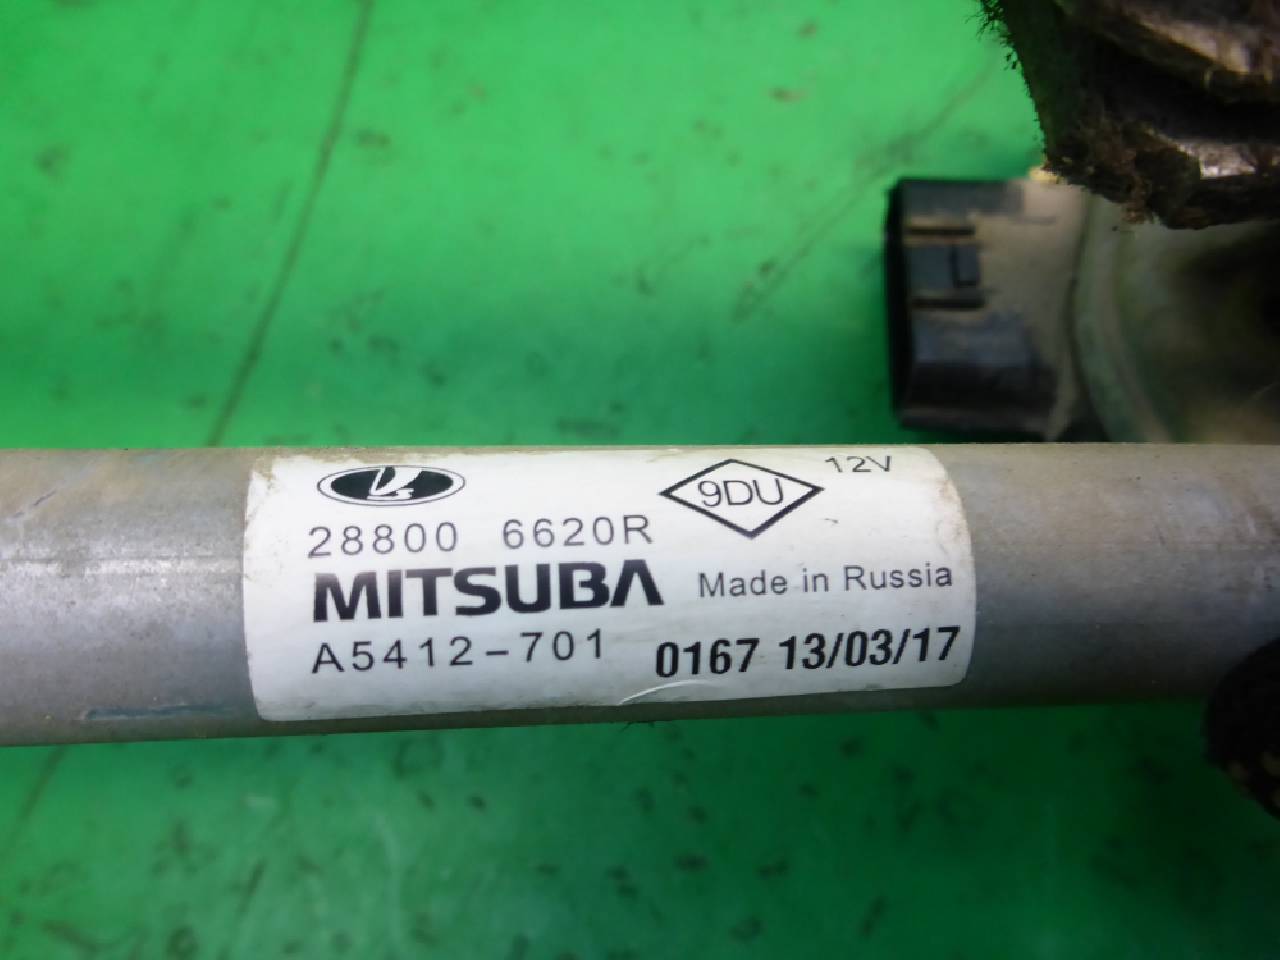 9DU 12V
28800 6620R
MITSUBA Made in Russia
A5412-701 0167 13/03/17